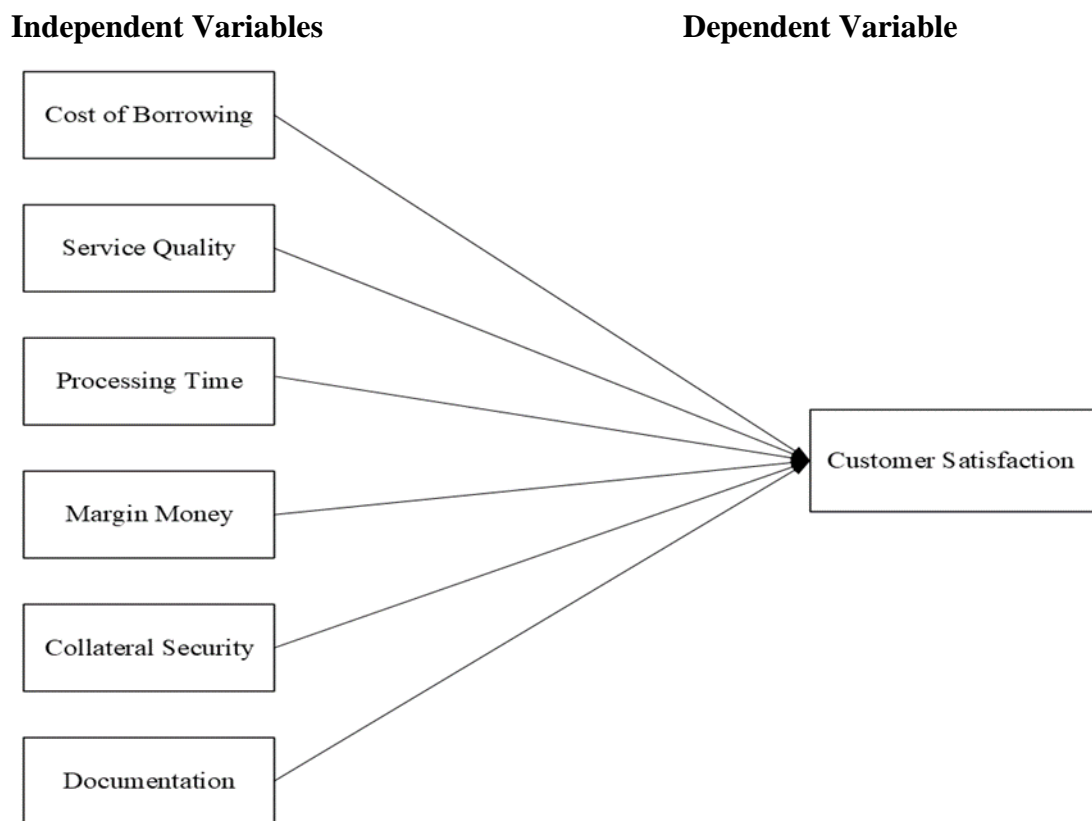 Independent Variables
Dependent Variable
Cost of Borrowing
Service Quality
Processing Time
Margin Money
Collateral Security
Documentation
Customer Satisfaction